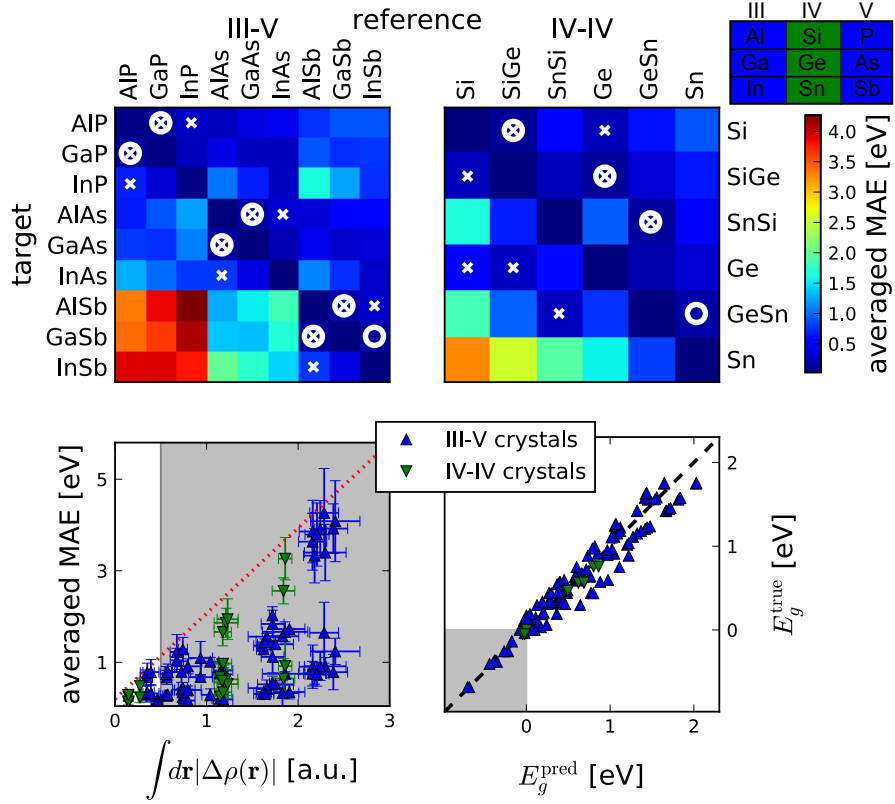 reference
III-V
IV-IV
III IV V
Al Si P
Ga Ge As
In Sn Sb
AlP GaP InP AlAs GaAs InAs AlSb GaSb InSb
Si SiGe SnSi Ge GeSn Sn
target
AlP
GaP
InP
AlAs
GaAs
InAs
AlSb
GaSb
InSb
Si
SiGe
SnSi
Ge
GeSn
Sn
4.0
3.5
3.0
2.5
2.0
1.5
1.0
0.5
averaged MAE [eV]
III-V crystals
IV-IV crystals
averaged MAE [eV]
5
3
1
0 1 2 3
∫dr|Δρ(r)| [a.u.]
2
1
0
E_g^true [eV]
0 1 2
E_g^pred [eV]